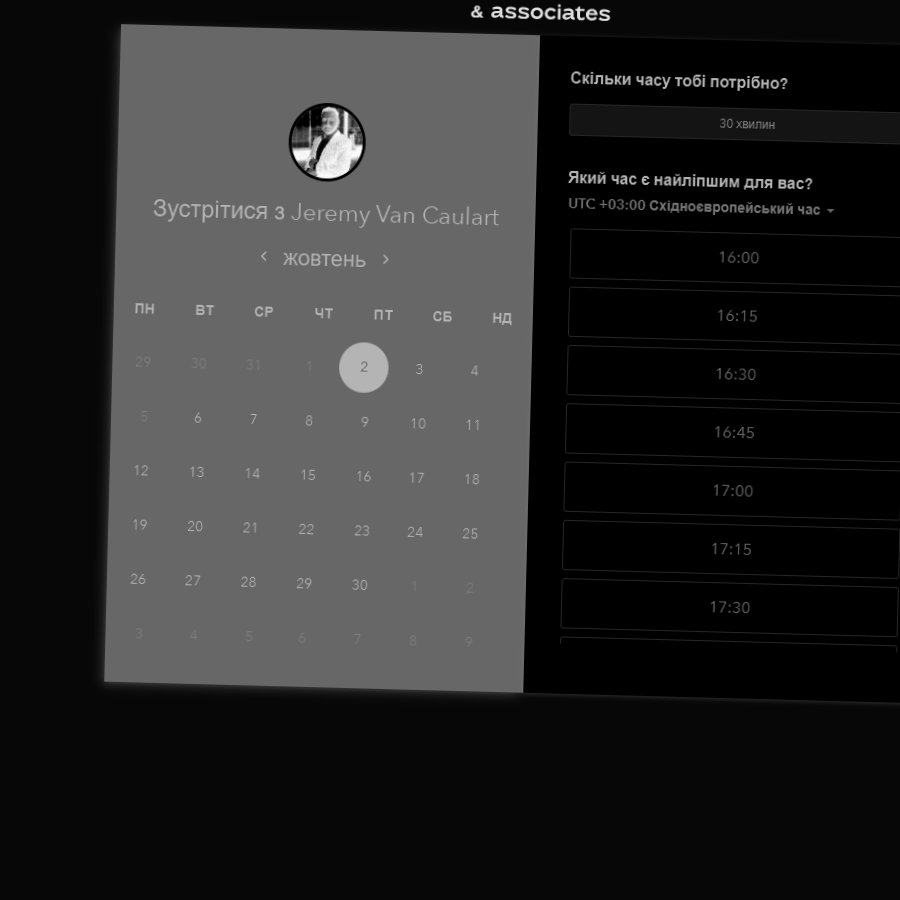 & associates
Зустрітися з Jeremy Van Caulart
жовтень
ПН ВТ СР ЧТ ПТ СБ НД
29 30 31 1 2 3 4
5 6 7 8 9 10 11
12 13 14 15 16 17 18
19 20 21 22 23 24 25
26 27 28 29 30 1 2
3 4 5 6 7 8 9
Скільки часу тобі потрібно?
30 хвилин
Який час є найліпшим для вас?
UTC +03:00 Східноєвропейський час
16:00
16:15
16:30
16:45
17:00
17:15
17:30